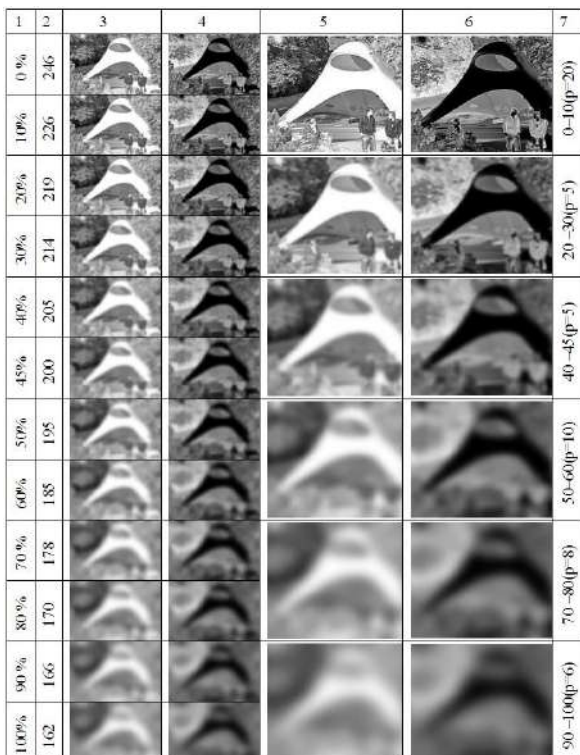 1 2 3 4 5 6 7
0 % 246 0-10(p=20)
10% 226
20% 219 20 -30(p=5)
30% 214
40% 205 40 -45(p=5)
45% 200
50% 195 50-60(p=10)
60% 185
70 % 178 70 -80(p=8)
80 % 170
90 % 166 90 -100(p=6)
100% 162